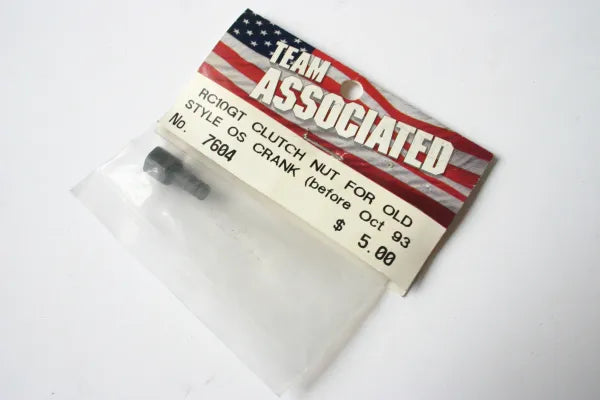 TEAM
ASSOCIATED
RC10GT CLUTCH NUT FOR OLD
STYLE OS CRANK (before Oct 93
No. 7604
$ 5.00